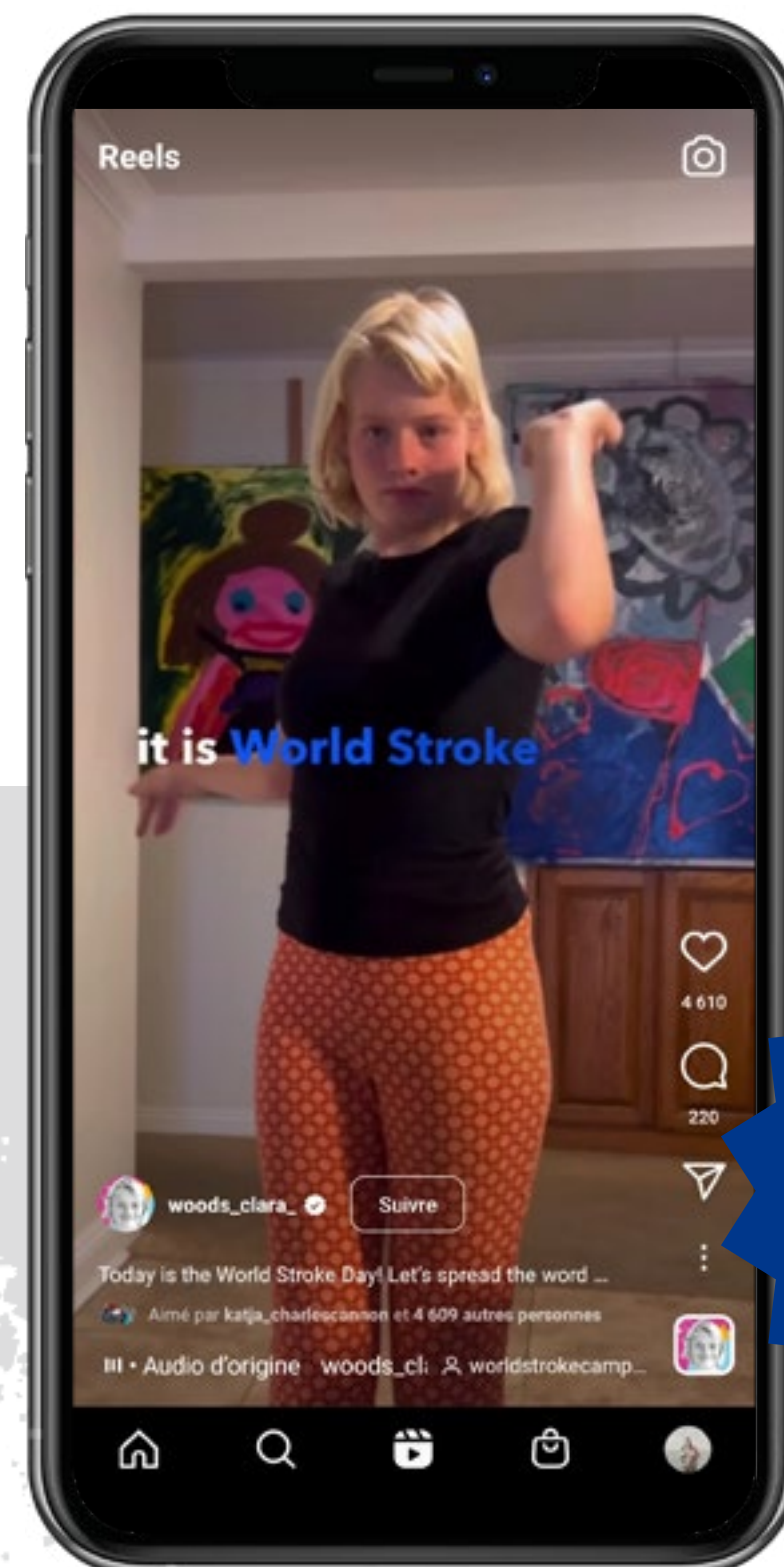 Reels
it is World Stroke
4 610
220
woods_clara_ Suivre
Today is the World Stroke Day! Let's spread the word ...
Aimé par katja_charlescannon et 4 609 autres personnes
Audio d'origine woods_cl worldstrokecamp...